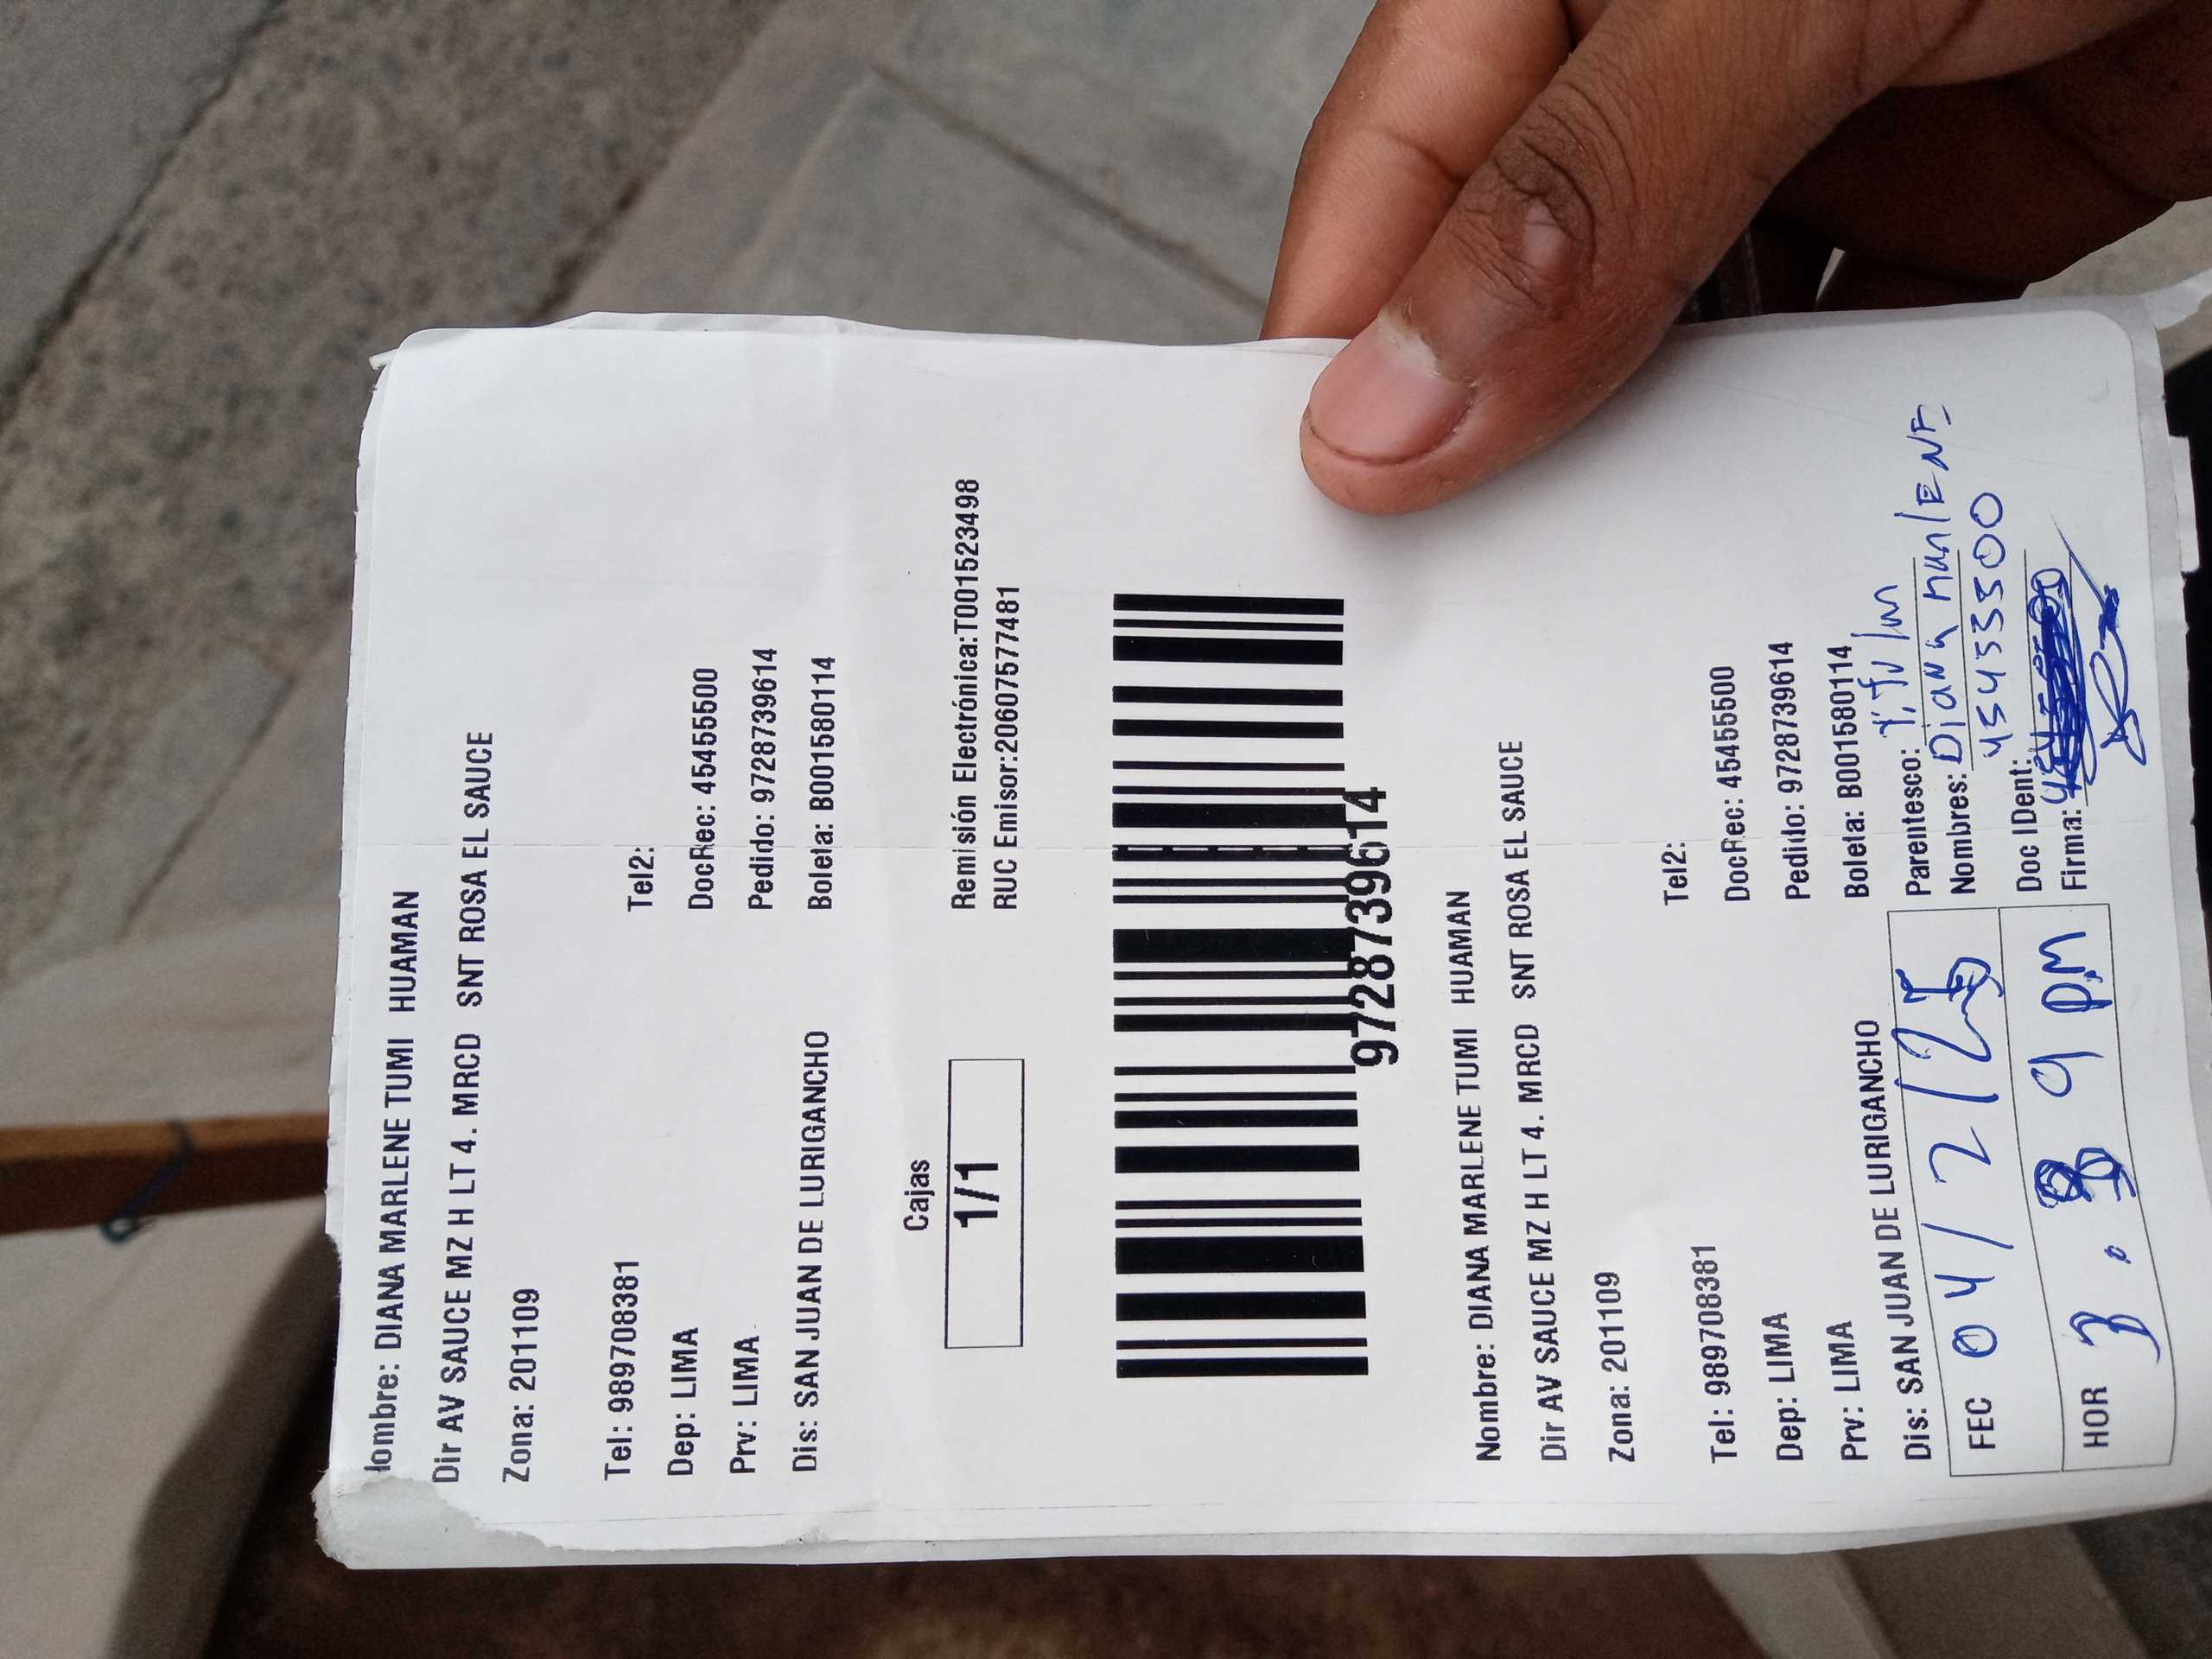 Nombre: DIANA MARLENE TUMI HUAMAN
Dir AV SAUCE MZ H LT 4. MRCD SNT ROSA EL SAUCE
Zona: 201109
Tel: 989708381 Tel2:
Dep: LIMA DocRec: 45455500
Prv: LIMA Pedido: 9728739614
Dis: SAN JUAN DE LURIGANCHO Boleta: B001580114
Cajas
1/1
Remisión Electrónica:T001523498
RUC Emisor:20607577481
9728739614
Nombre: DIANA MARLENE TUMI HUAMAN
Dir AV SAUCE MZ H LT 4. MRCD SNT ROSA EL SAUCE
Zona: 201109
Tel: 989708381 Tel2:
Dep: LIMA DocRec: 45455500
Prv: LIMA Pedido: 9728739614
Dis: SAN JUAN DE LURIGANCHO Boleta: B001580114
FEC 04/2/25 Parentesco:
Nombres: Diana
Doc IDent: 45455500
HOR 3. 9 pm Firma: